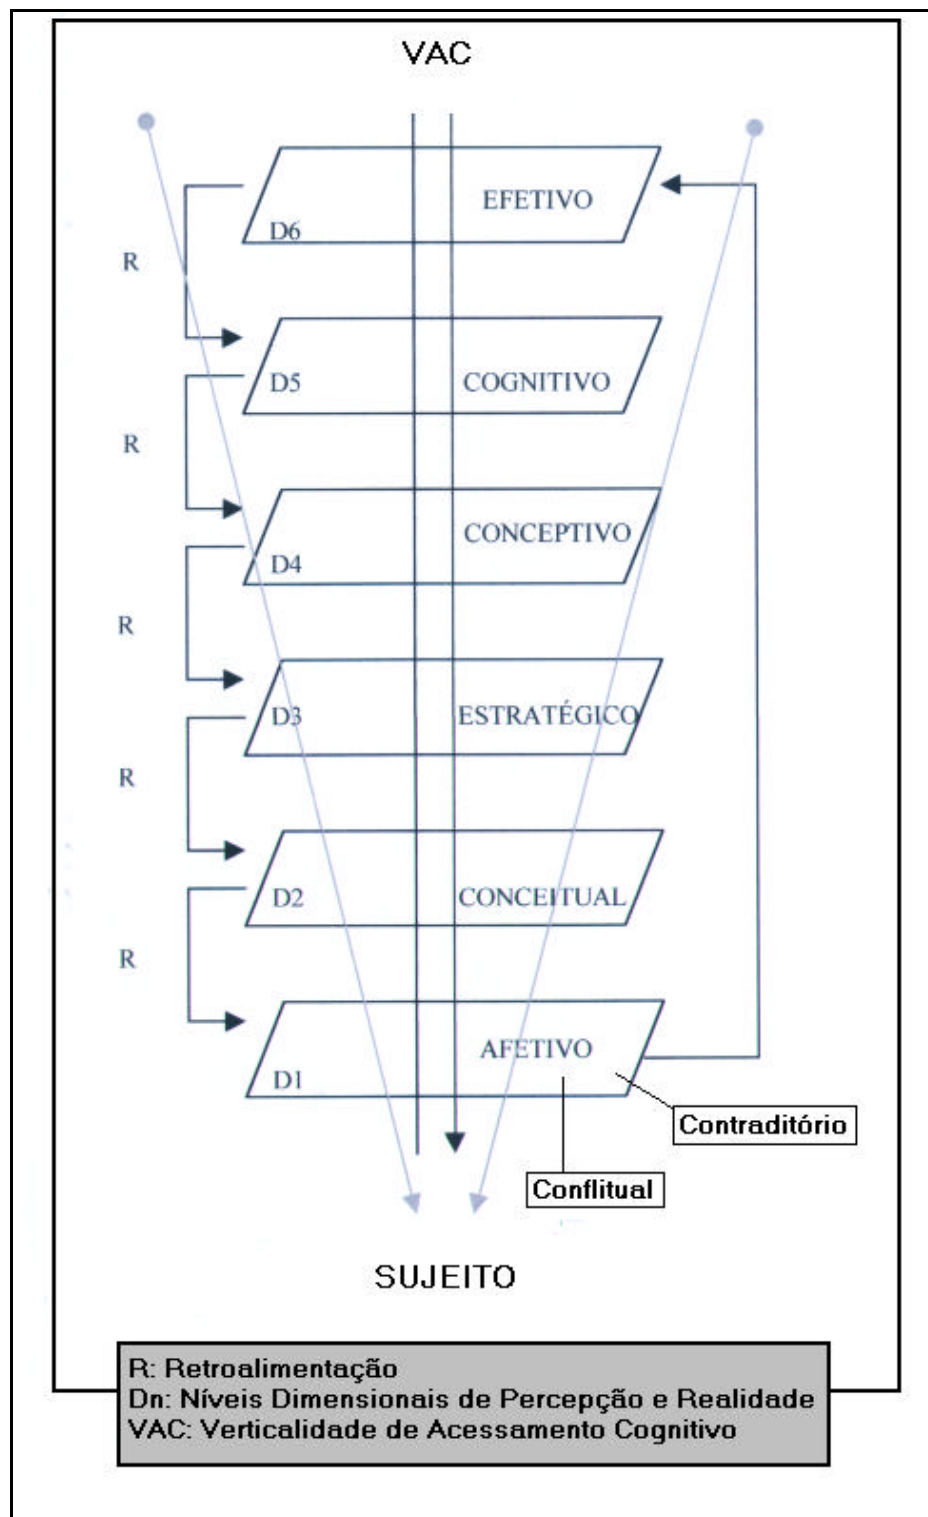 VAC
EFETIVO
D6
R
D5
COGNITIVO
R
CONCEPTIVO
D4
R
D3
ESTRATÉGICO
R
D2
CONCEITUAL
R
AFETIVO
D1
Contraditório
Conflitual
SUJEITO
R: Retroalimentação
Dn: Níveis Dimensionais de Percepção e Realidade
VAC: Verticalidade de Acessamento Cognitivo